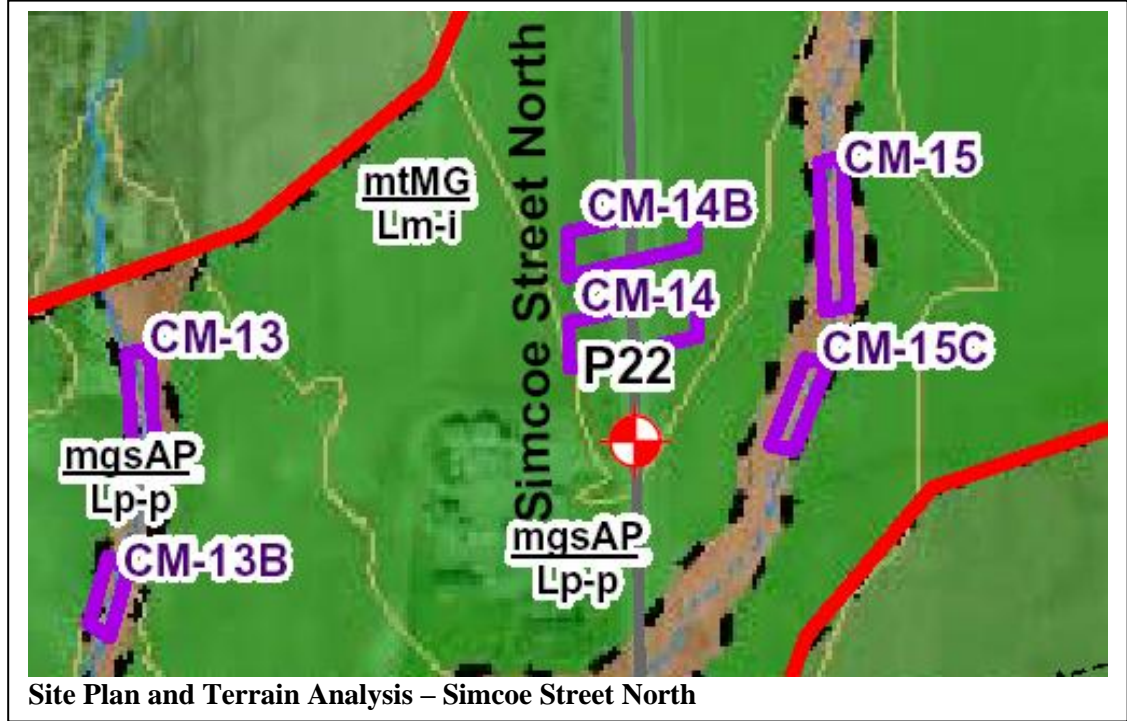 Simcoe Street North
CM-15
mtMG
Lm-i
CM-14B
CM-14
CM-13
P22
CM-15C
mgsAP
Lp-p
mgsAP
Lp-p
CM-13B
Site Plan and Terrain Analysis – Simcoe Street North